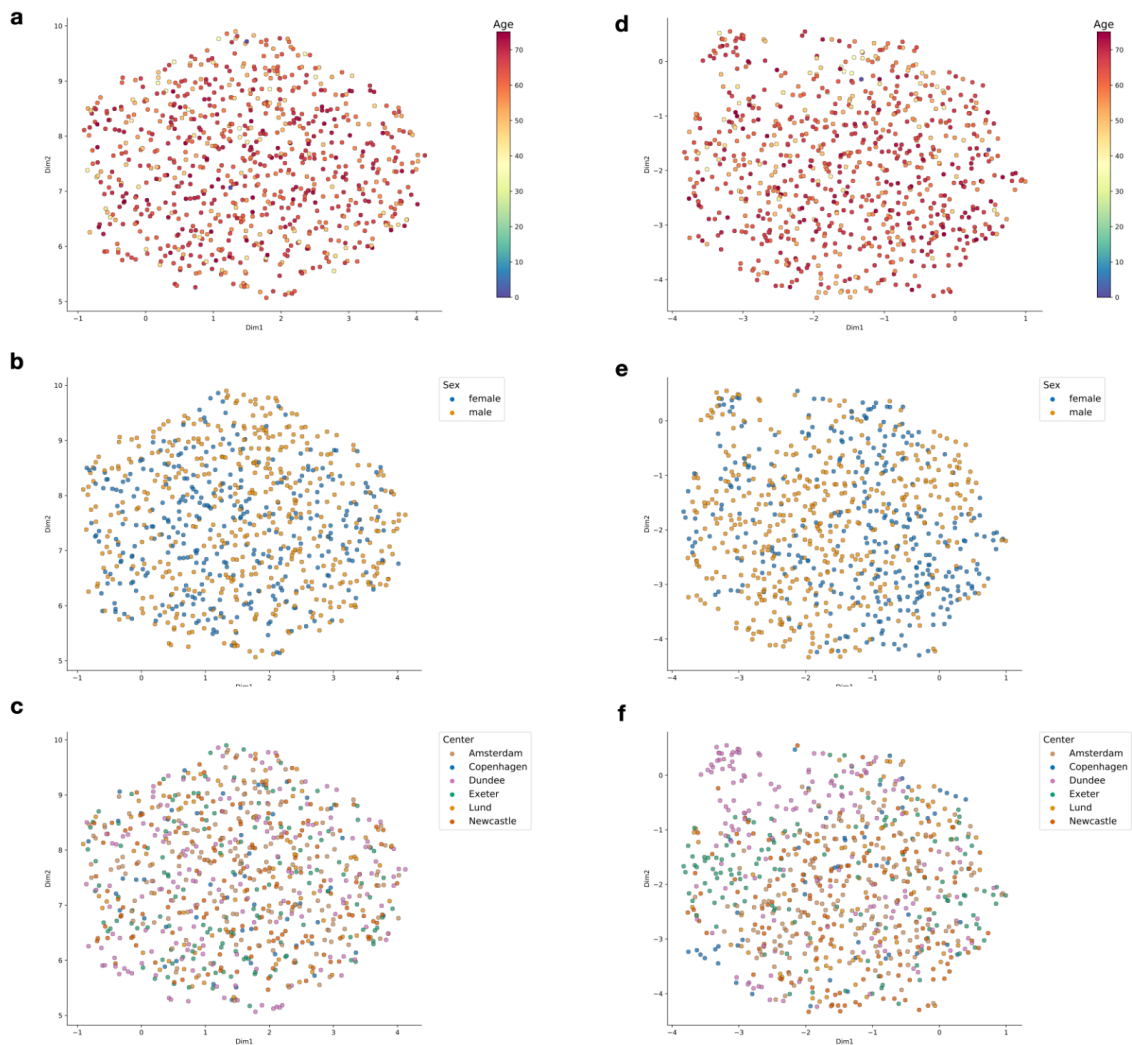 a
Age
70
60
50
40
30
20
10
0
10
9
8
7
6
5
Dim2
−1 0 1 2 3 4
Dim1
d
Age
70
60
50
40
30
20
10
0
0
−1
−2
−3
−4
Dim2
−4 −3 −2 −1 0 1
Dim1
b
Sex
female
male
10
9
8
7
6
5
Dim2
−1 0 1 2 3 4
Dim1
e
Sex
female
male
0
−1
−2
−3
−4
Dim2
−4 −3 −2 −1 0 1
Dim1
c
Center
Amsterdam
Copenhagen
Dundee
Exeter
Lund
Newcastle
10
9
8
7
6
5
Dim2
−1 0 1 2 3 4
Dim1
f
Center
Amsterdam
Copenhagen
Dundee
Exeter
Lund
Newcastle
0
−1
−2
−3
−4
Dim2
−4 −3 −2 −1 0 1
Dim1